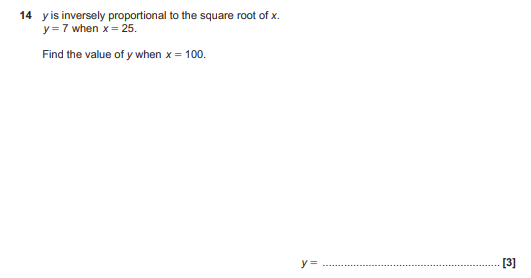 14 y is inversely proportional to the square root of x.
y = 7 when x = 25.
Find the value of y when x = 100.
y = ............................................................ [3]